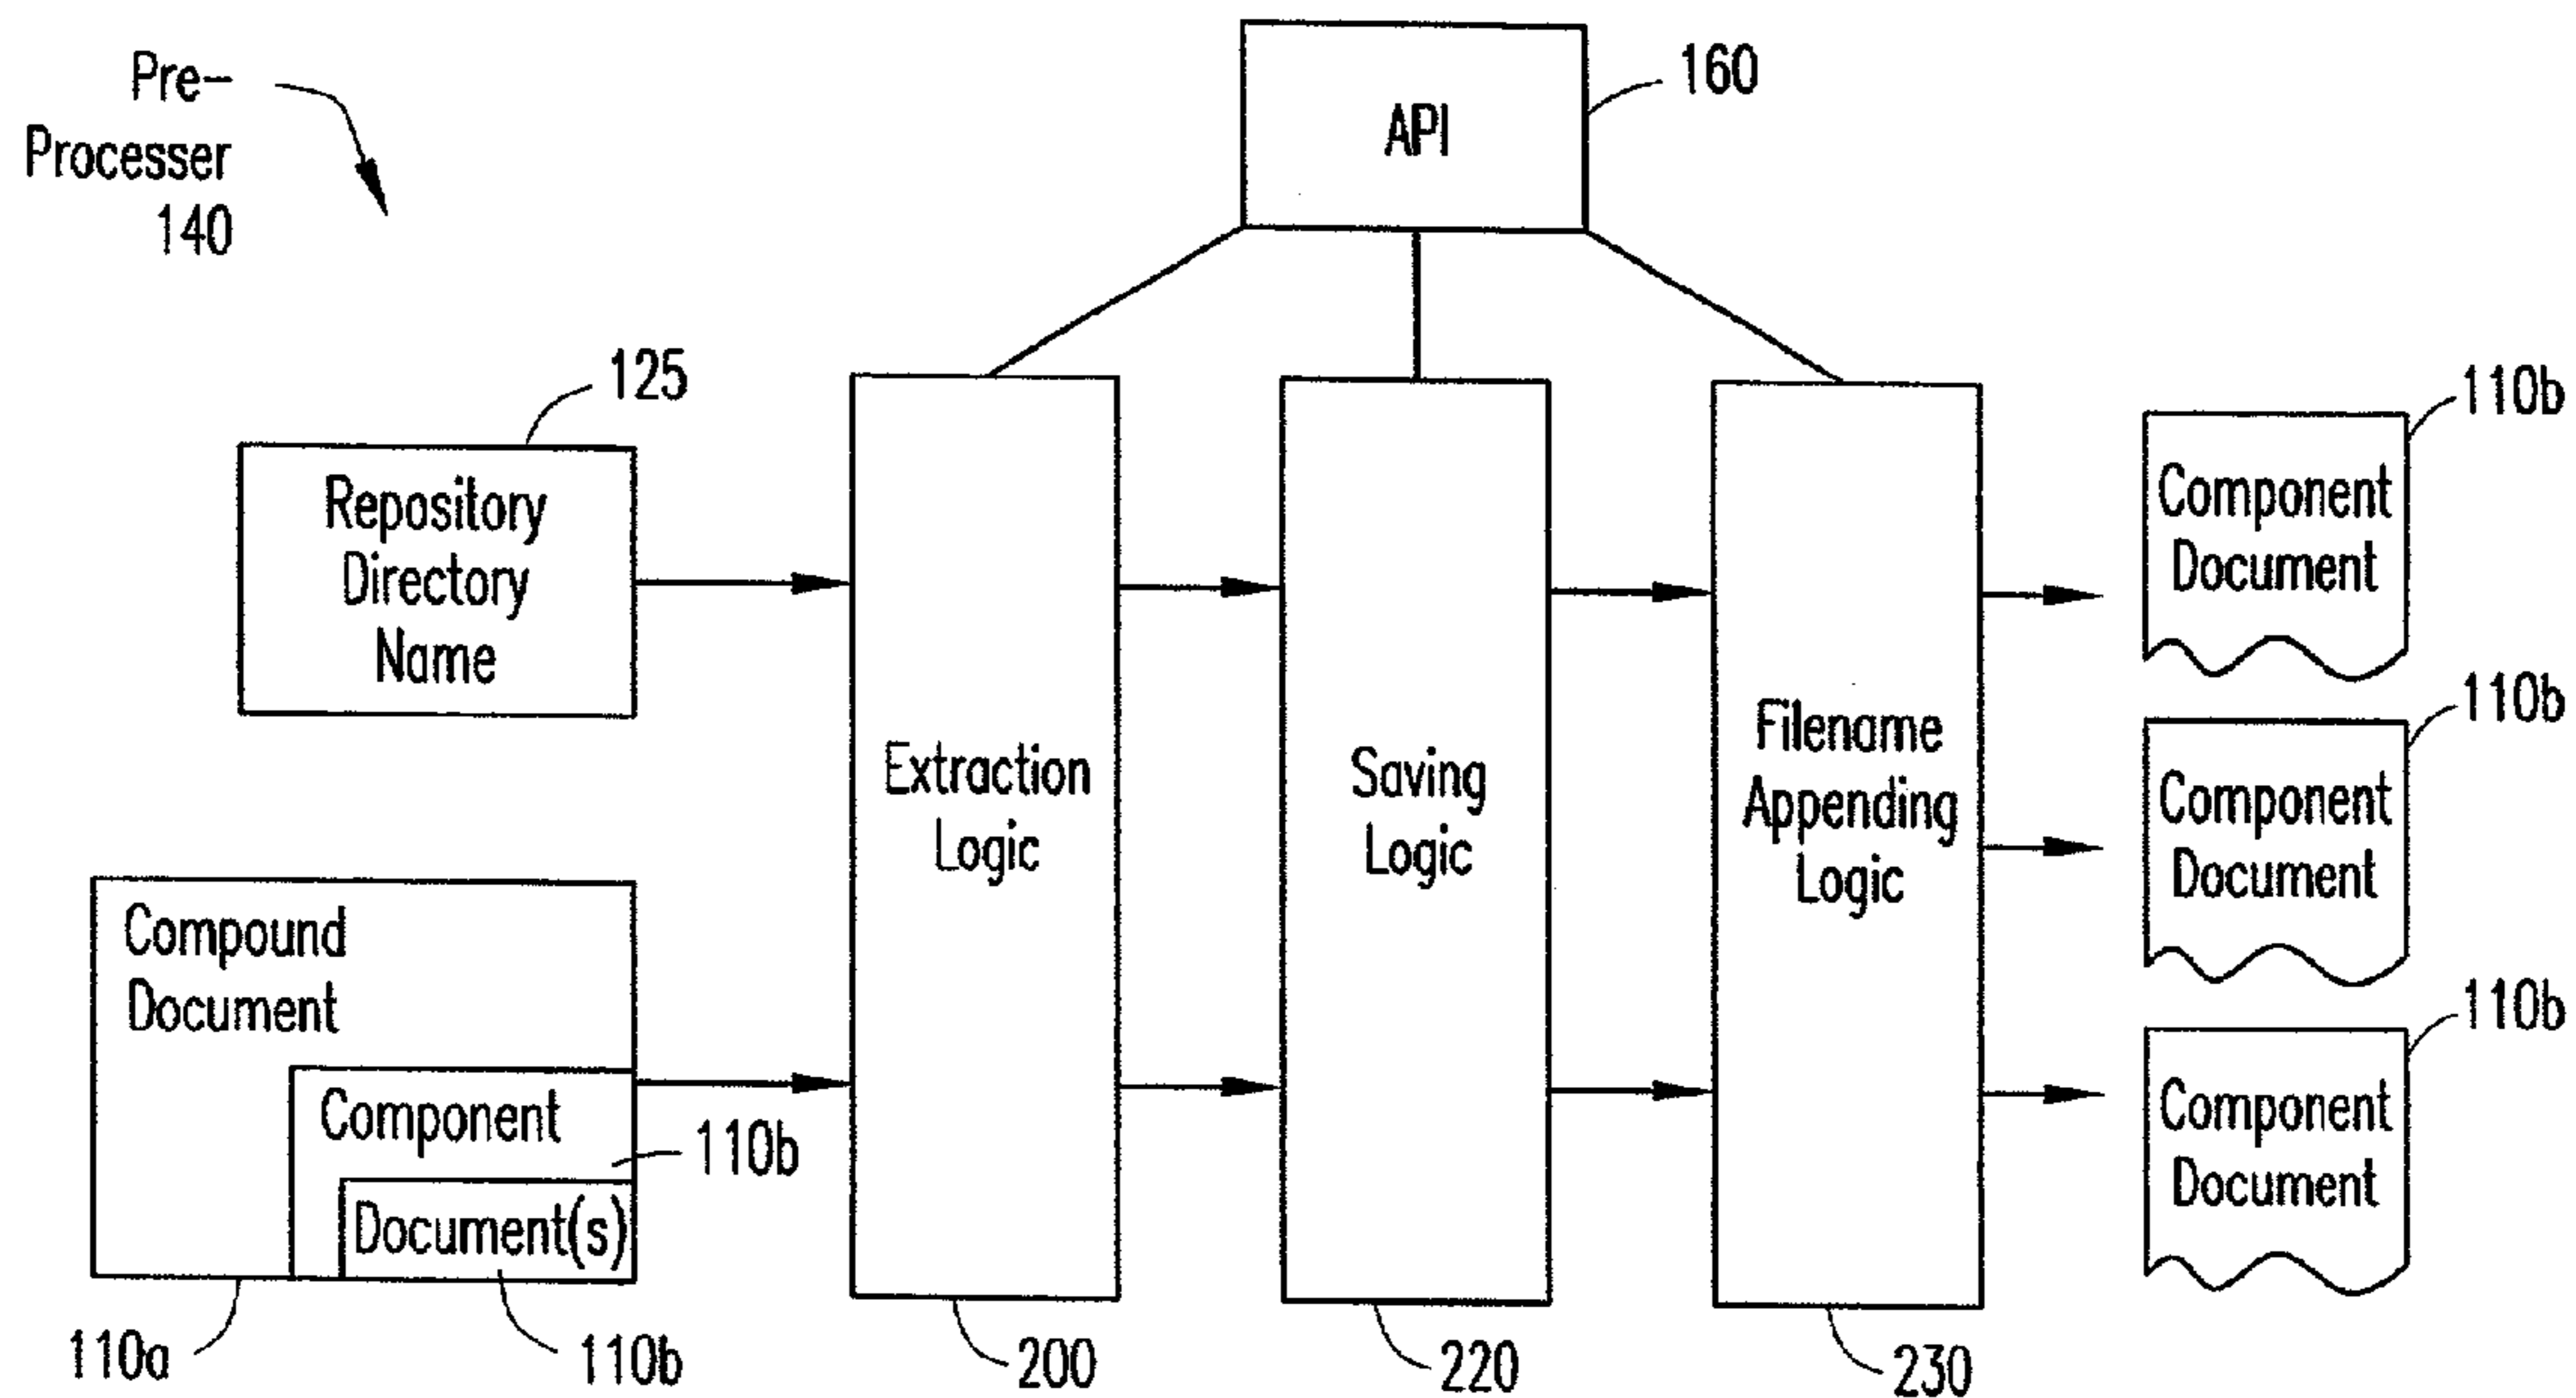 Pre-
Processer
140
API
160
125
Repository
Directory
Name
Compound
Document
Component
110b
Document(s)
110a
110b
Extraction
Logic
200
Saving
Logic
220
Filename
Appending
Logic
230
110b
Component
Document
110b
Component
Document
110b
Component
Document